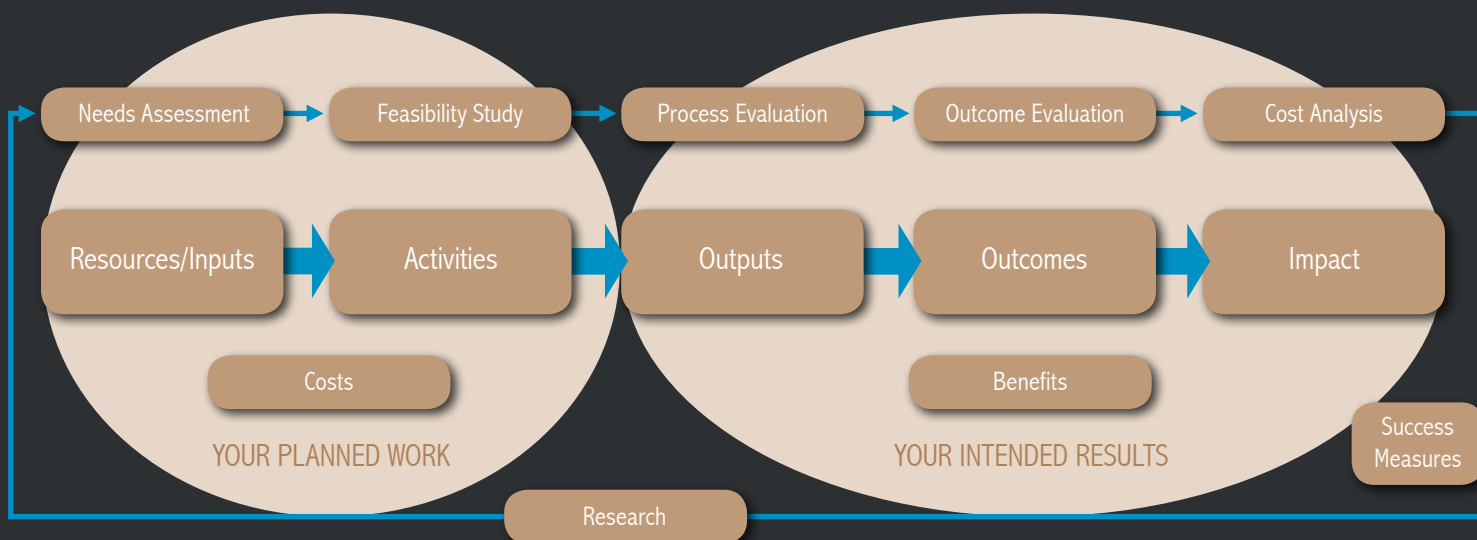 Needs Assessment
Feasibility Study
Process Evaluation
Outcome Evaluation
Cost Analysis
Resources/Inputs
Activities
Outputs
Outcomes
Impact
Costs
Benefits
YOUR PLANNED WORK
YOUR INTENDED RESULTS
Success
Measures
Research